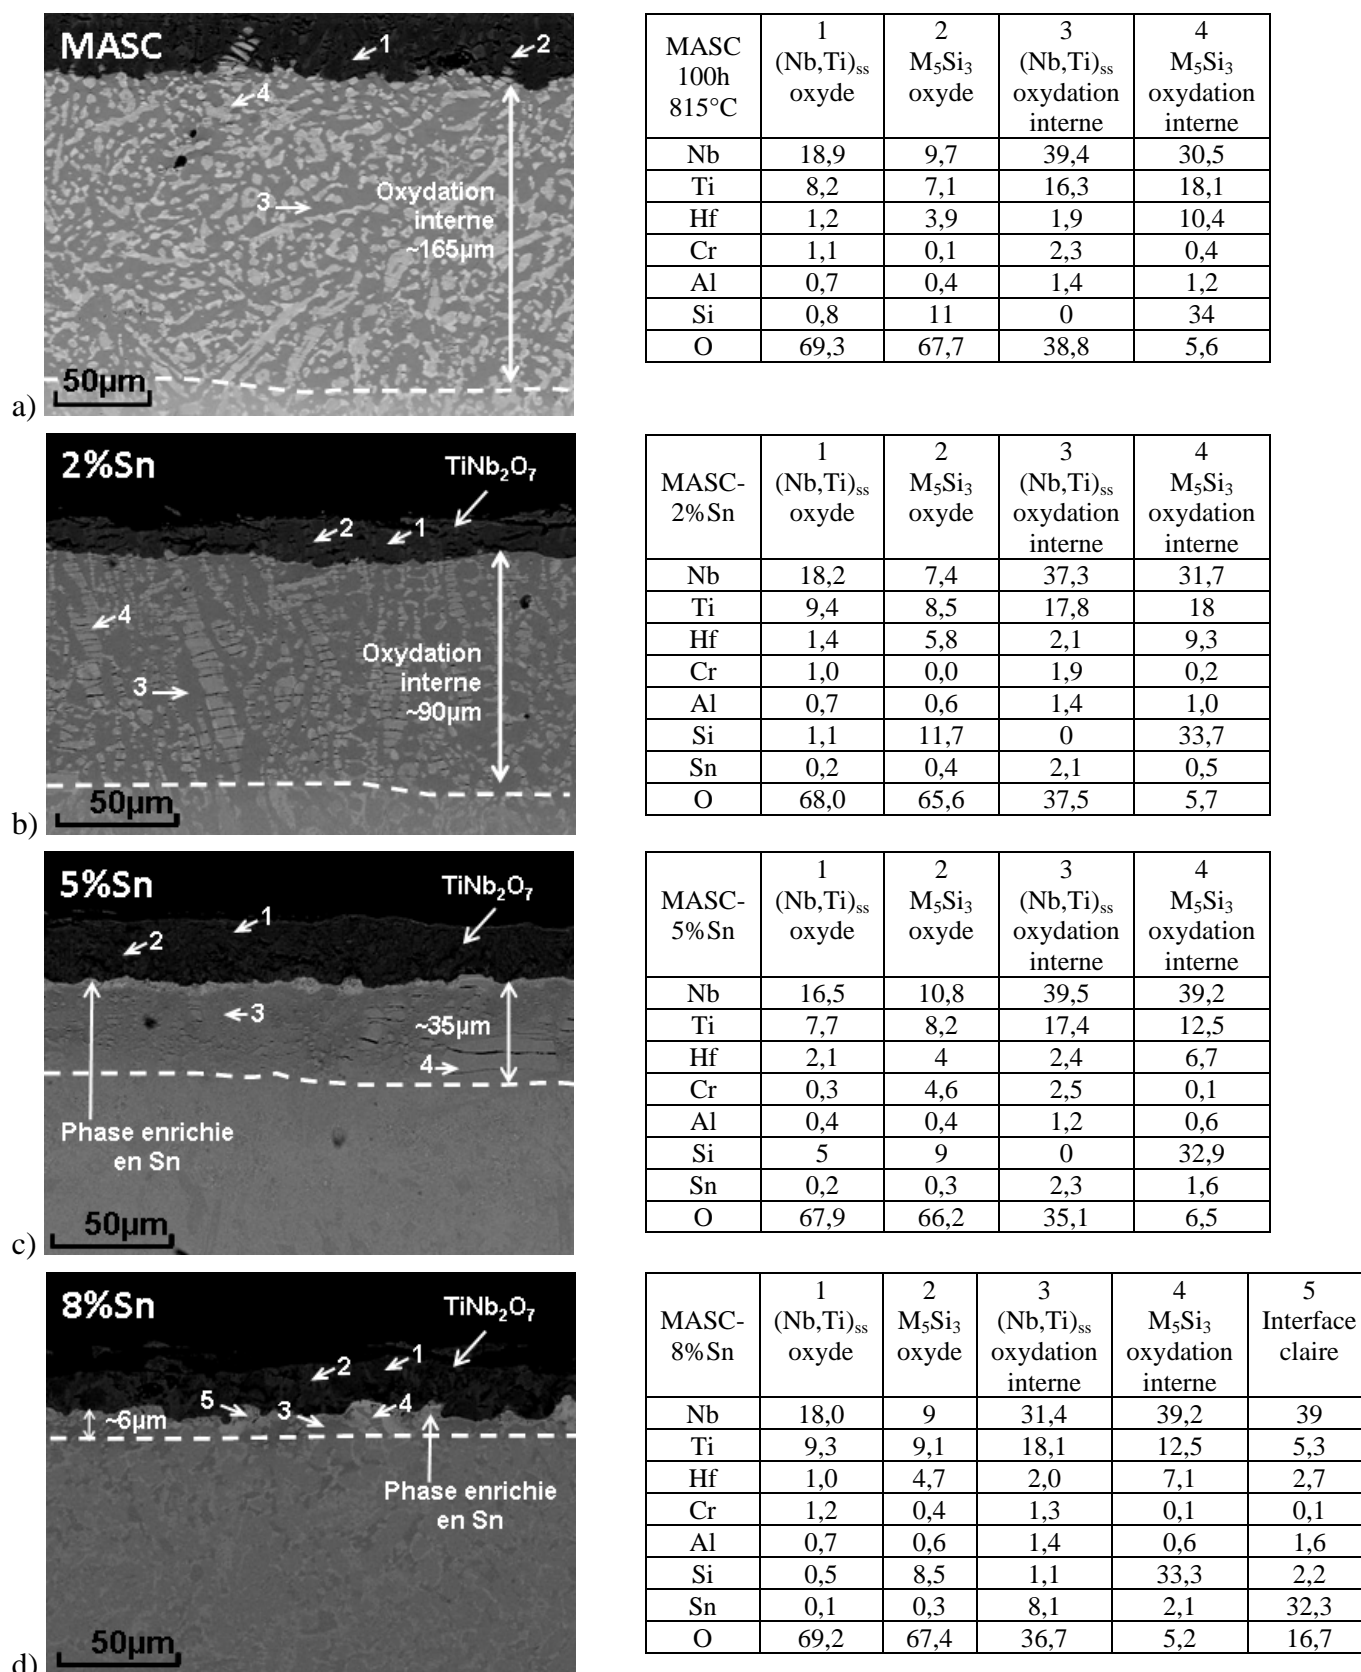 MASC
1
2
4
3
Oxydation
interne
~165µm
50µm
a)
MASC
100h
815°C
1
(Nb,Ti)ss
oxyde
2
M5Si3
oxyde
3
(Nb,Ti)ss
oxydation
interne
4
M5Si3
oxydation
interne
Nb 18,9 9,7 39,4 30,5
Ti 8,2 7,1 16,3 18,1
Hf 1,2 3,9 1,9 10,4
Cr 1,1 0,1 2,3 0,4
Al 0,7 0,4 1,4 1,2
Si 0,8 11 0 34
O 69,3 67,7 38,8 5,6
2%Sn
TiNb2O7
2
1
4
3
Oxydation
interne
~90µm
50µm
b)
MASC-
2%Sn
1
(Nb,Ti)ss
oxyde
2
M5Si3
oxyde
3
(Nb,Ti)ss
oxydation
interne
4
M5Si3
oxydation
interne
Nb 18,2 7,4 37,3 31,7
Ti 9,4 8,5 17,8 18
Hf 1,4 5,8 2,1 9,3
Cr 1,0 0,0 1,9 0,2
Al 0,7 0,6 1,4 1,0
Si 1,1 11,7 0 33,7
Sn 0,2 0,4 2,1 0,5
O 68,0 65,6 37,5 5,7
5%Sn
TiNb2O7
1
2
3
~35µm
4
Phase enrichie
en Sn
50µm
c)
MASC-
5%Sn
1
(Nb,Ti)ss
oxyde
2
M5Si3
oxyde
3
(Nb,Ti)ss
oxydation
interne
4
M5Si3
oxydation
interne
Nb 16,5 10,8 39,5 39,2
Ti 7,7 8,2 17,4 12,5
Hf 2,1 4 2,4 6,7
Cr 0,3 4,6 2,5 0,1
Al 0,4 0,4 1,2 0,6
Si 5 9 0 32,9
Sn 0,2 0,3 2,3 1,6
O 67,9 66,2 35,1 6,5
8%Sn
TiNb2O7
2
1
5
3
4
~6µm
Phase enrichie
en Sn
50µm
d)
MASC-
8%Sn
1
(Nb,Ti)ss
oxyde
2
M5Si3
oxyde
3
(Nb,Ti)ss
oxydation
interne
4
M5Si3
oxydation
interne
5
Interface
claire
Nb 18,0 9 31,4 39,2 39
Ti 9,3 9,1 18,1 12,5 5,3
Hf 1,0 4,7 2,0 7,1 2,7
Cr 1,2 0,4 1,3 0,1 0,1
Al 0,7 0,6 1,4 0,6 1,6
Si 0,5 8,5 1,1 33,3 2,2
Sn 0,1 0,3 8,1 2,1 32,3
O 69,2 67,4 36,7 5,2 16,7